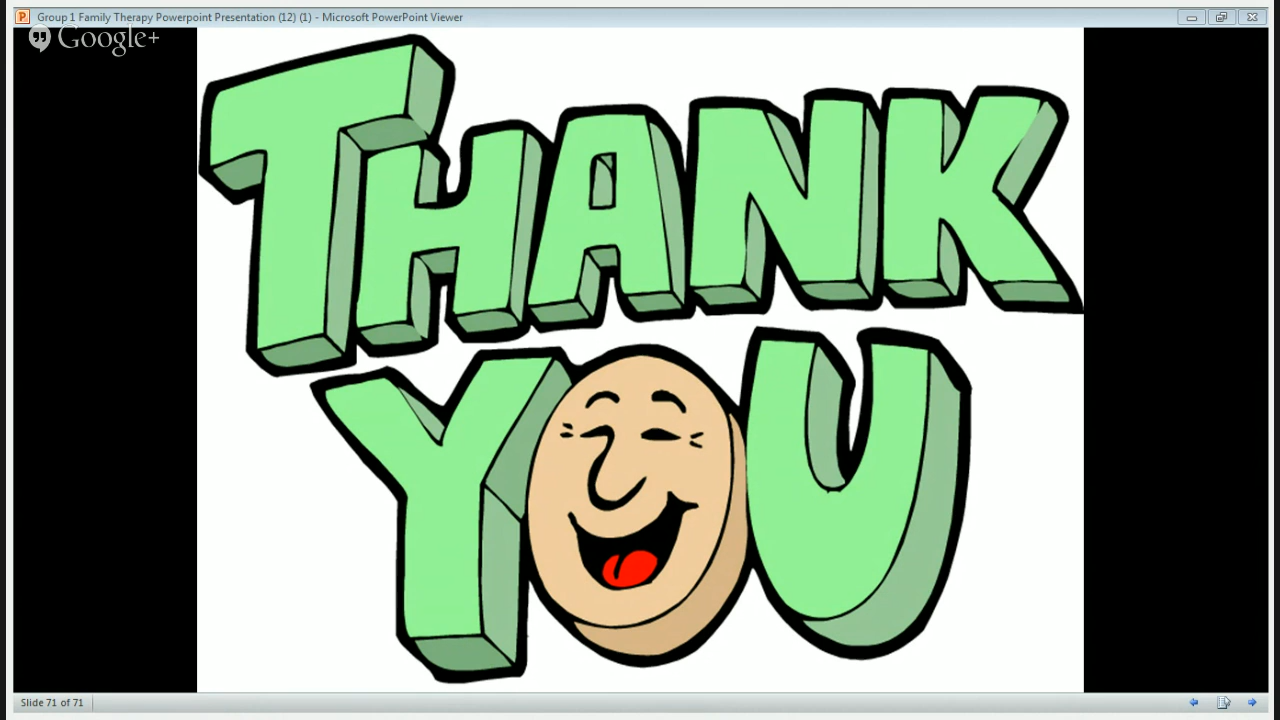 Group 1 Family Therapy Powerpoint Presentation (12) (1) - Microsoft PowerPoint Viewer
Google+
THANK
YOU
Slide 71 of 71